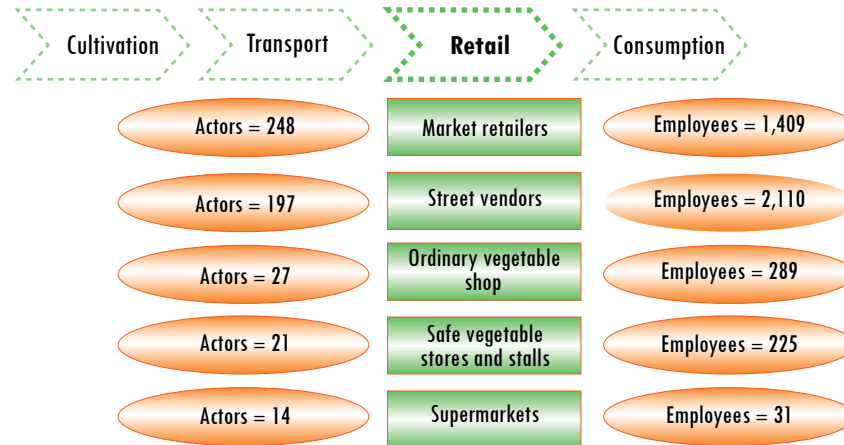 Cultivation
Transport
Retail
Consumption
Actors = 248
Market retailers
Employees = 1,409
Actors = 197
Street vendors
Employees = 2,110
Actors = 27
Ordinary vegetable
shop
Employees = 289
Actors = 21
Safe vegetable
stores and stalls
Employees = 225
Actors = 14
Supermarkets
Employees = 31